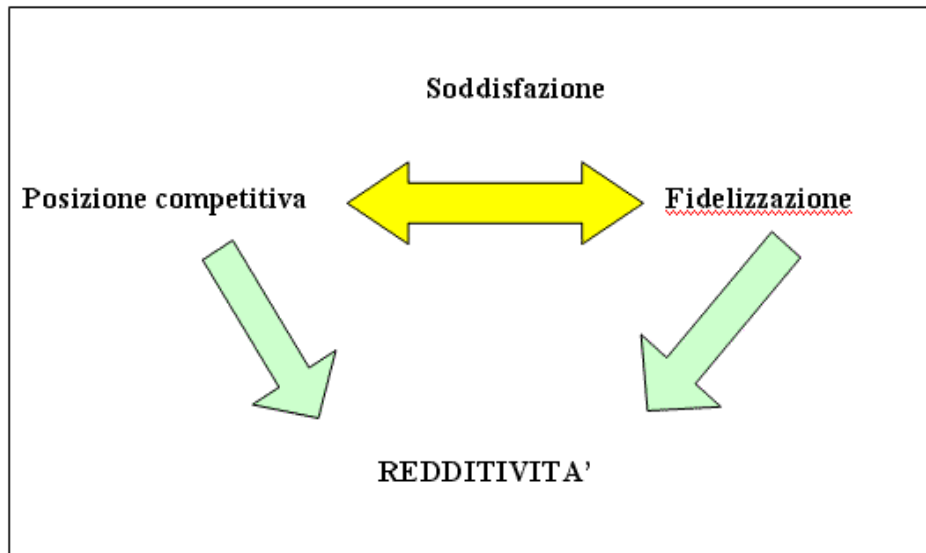 Soddisfazione
Posizione competitiva
Fidelizzazione
REDDITIVITA’